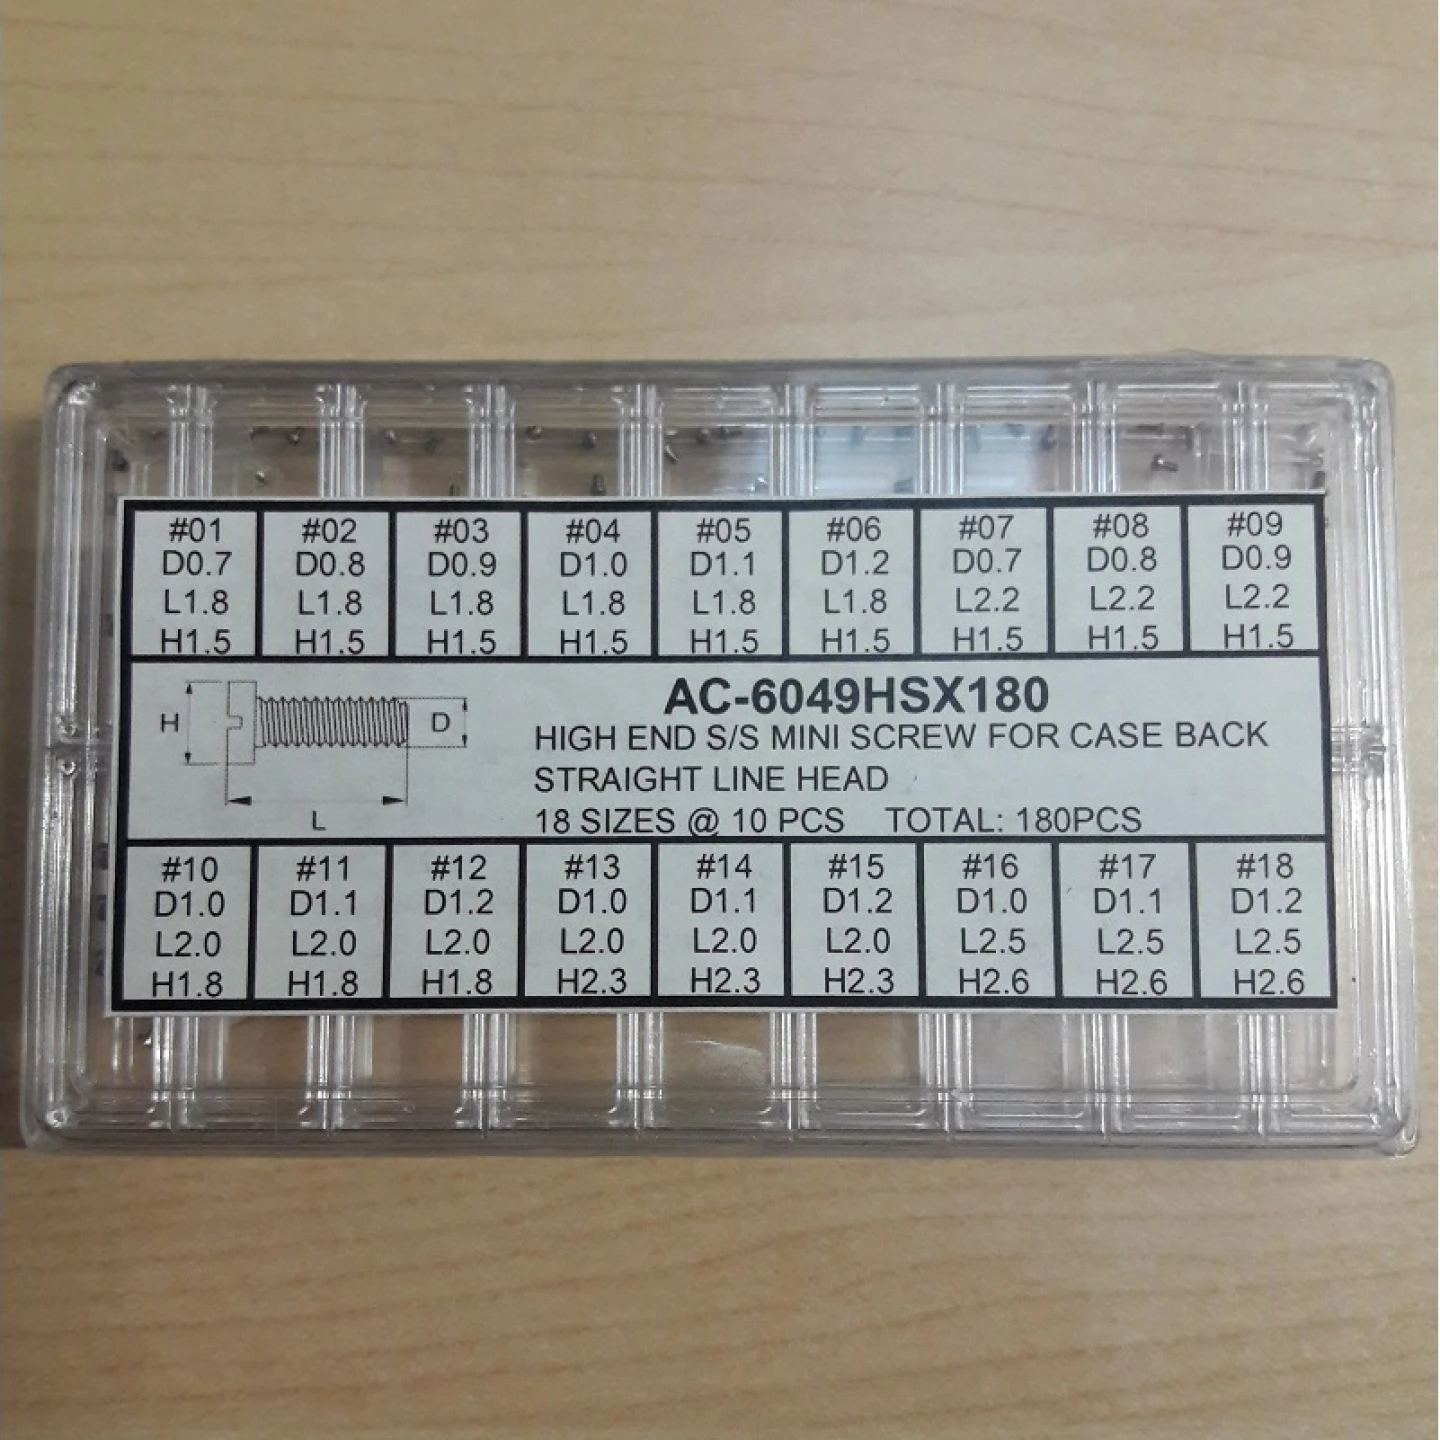 #01 #02 #03 #04 #05 #06 #07 #08 #09
D0.7 D0.8 D0.9 D1.0 D1.1 D1.2 D0.7 D0.8 D0.9
L1.8 L1.8 L1.8 L1.8 L1.8 L1.8 L2.2 L2.2 L2.2
H1.5 H1.5 H1.5 H1.5 H1.5 H1.5 H1.5 H1.5 H1.5
H D
L
AC-6049HSX180
HIGH END S/S MINI SCREW FOR CASE BACK
STRAIGHT LINE HEAD
18 SIZES @ 10 PCS TOTAL: 180PCS
#10 #11 #12 #13 #14 #15 #16 #17 #18
D1.0 D1.1 D1.2 D1.0 D1.1 D1.2 D1.0 D1.1 D1.2
L2.0 L2.0 L2.0 L2.0 L2.0 L2.0 L2.5 L2.5 L2.5
H1.8 H1.8 H1.8 H2.3 H2.3 H2.3 H2.6 H2.6 H2.6